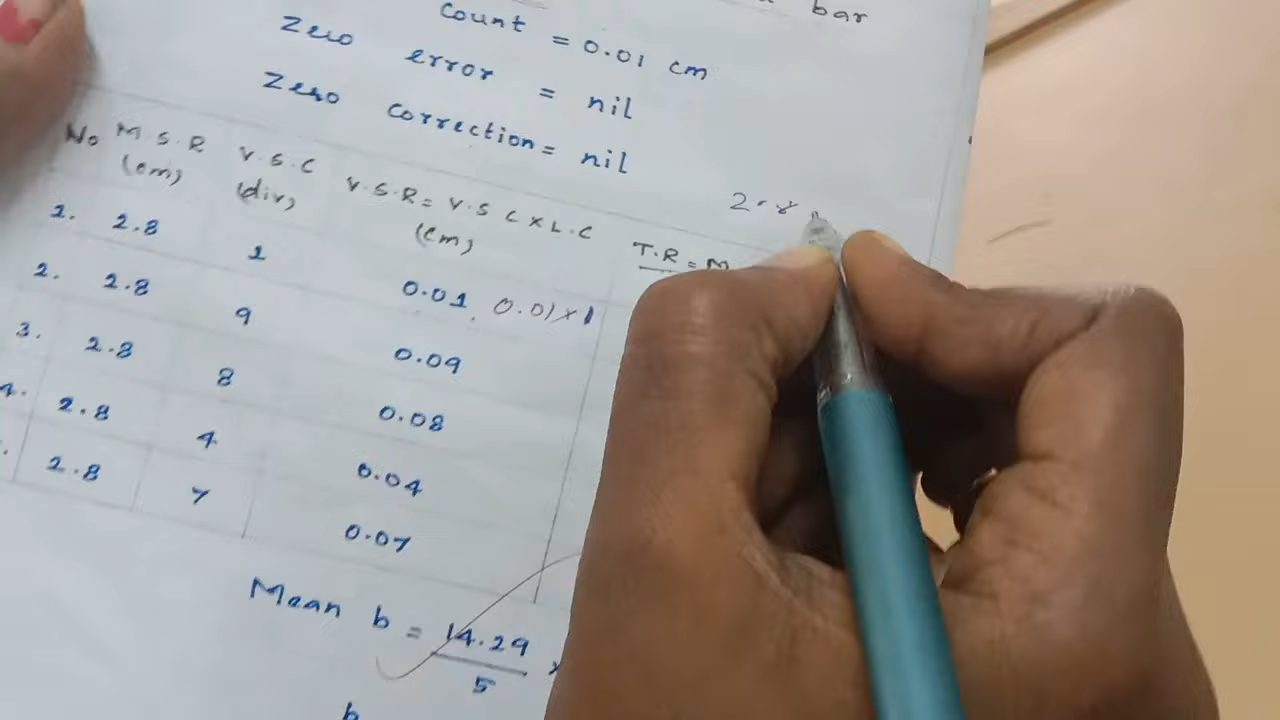 bar
Count = 0.01 cm
Zero error = nil
Zero correction = nil
2.8
No M S.R (cm) V.S.C (div) V.S.R = V.S C X L.C (cm) T.R = M
1. 2.8 1 0.01 0.01 x 1
2. 2.8 9 0.09
3. 2.8 8 0.08
2.8 4 0.04
2.8 7 0.07
Mean b = 14.29 / 5
b